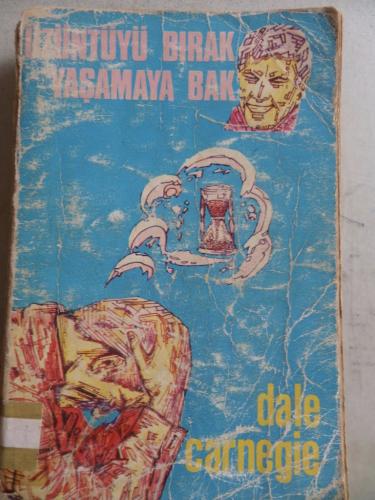 ÜZÜNTÜYÜ BIRAK
YAŞAMAYA BAK
dale
carnegie